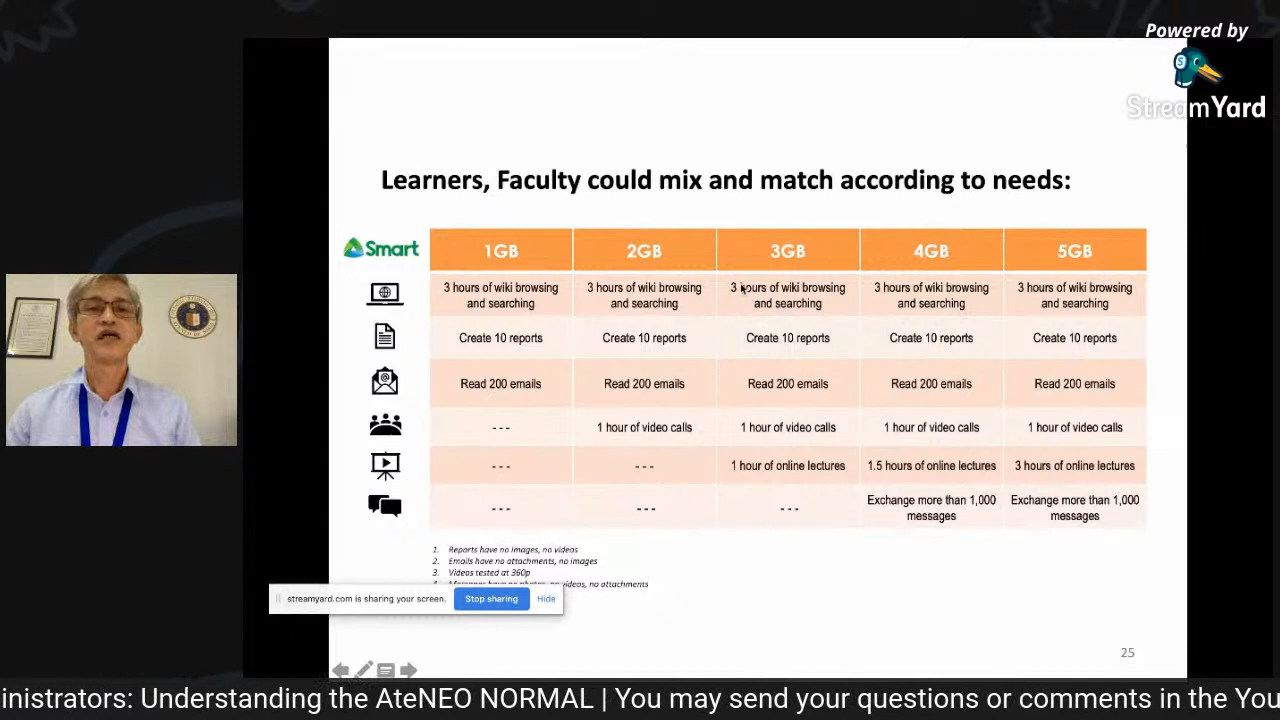 Powered by
StreamYard
Learners, Faculty could mix and match according to needs:
Smart
1GB 2GB 3GB 4GB 5GB
3 hours of wiki browsing and searching
3 hours of wiki browsing and searching
3 hours of wiki browsing and searching
3 hours of wiki browsing and searching
3 hours of wiki browsing and searching
Create 10 reports Create 10 reports Create 10 reports Create 10 reports Create 10 reports
Read 200 emails Read 200 emails Read 200 emails Read 200 emails Read 200 emails
- - - 1 hour of video calls 1 hour of video calls 1 hour of video calls 1 hour of video calls
- - - - - - 1 hour of online lectures 1.5 hours of online lectures 3 hours of online lectures
- - - - - - - - - Exchange more than 1,000 messages Exchange more than 1,000 messages
1. Reports have no images, no videos
2. Emails have no attachments, no images
3. Videos tested at 360p
videos, no attachments
streamyard.com is sharing your screen. Stop sharing Hide
25
inistrators: Understanding the AteNEO NORMAL | You may send your questions or comments in the You